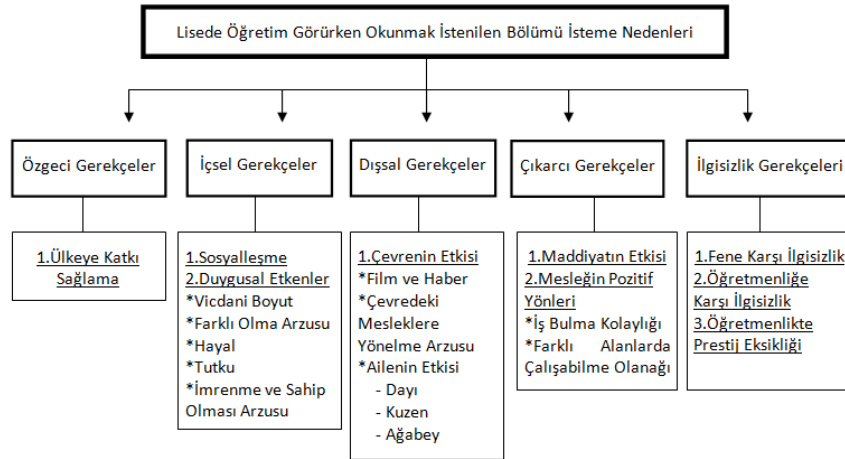 Lisede Öğretim Görürken Okunmak İstenilen Bölümü İsteme Nedenleri
Özgeci Gerekçeler
İçsel Gerekçeler
Dışsal Gerekçeler
Çıkarcı Gerekçeler
İlgisizlik Gerekçeleri
1.Ülkeye Katkı
Sağlama
1.Sosyalleşme
2.Duygusal Etkenler
*Vicdani Boyut
*Farklı Olma Arzusu
*Hayal
*Tutku
*İmrenme ve Sahip
Olması Arzusu
1.Çevrenin Etkisi
*Film ve Haber
*Çevredeki
Mesleklere
Yönelme Arzusu
*Ailenin Etkisi
- Dayı
- Kuzen
- Ağabey
1.Maddiyatın Etkisi
2.Mesleğin Pozitif
Yönleri
*İş Bulma Kolaylığı
*Farklı Alanlarda
Çalışabilme Olanağı
1.Fene Karşı İlgisizlik
2.Öğretmenliğe
Karşı İlgisizlik
3.Öğretmenlikte
Prestij Eksikliği